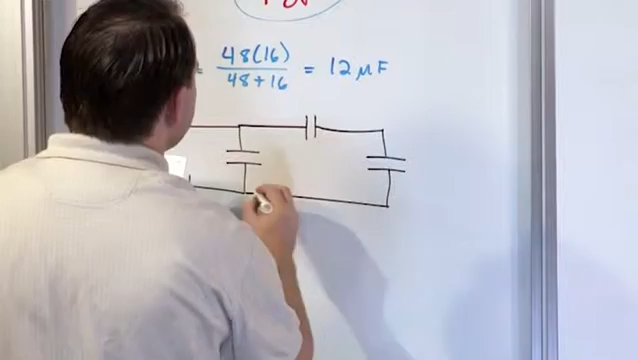 = 48(16) / 48+16 = 12 μF